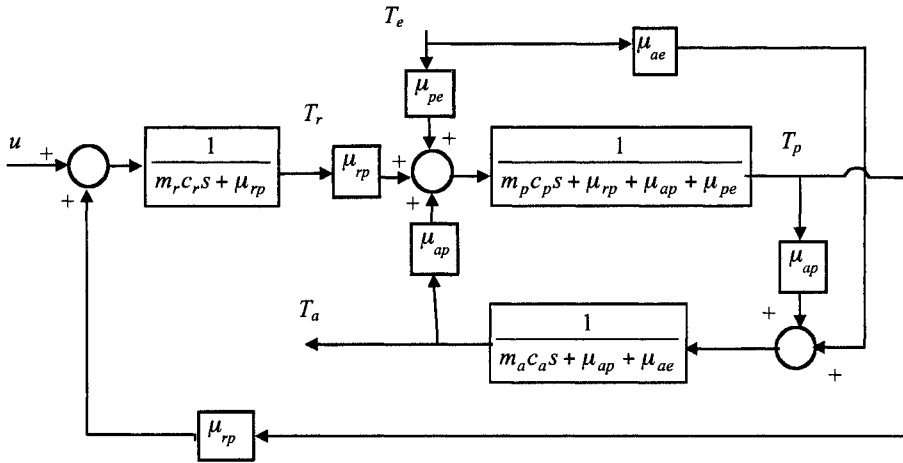 T_e
μ_ae
μ_pe
T_r
u
+
+
1
m_r c_r s + μ_rp
μ_rp
+
+
+
1
m_p c_p s + μ_rp + μ_ap + μ_pe
T_p
μ_ap
μ_ap
T_a
1
m_a c_a s + μ_ap + μ_ae
+
+
μ_rp